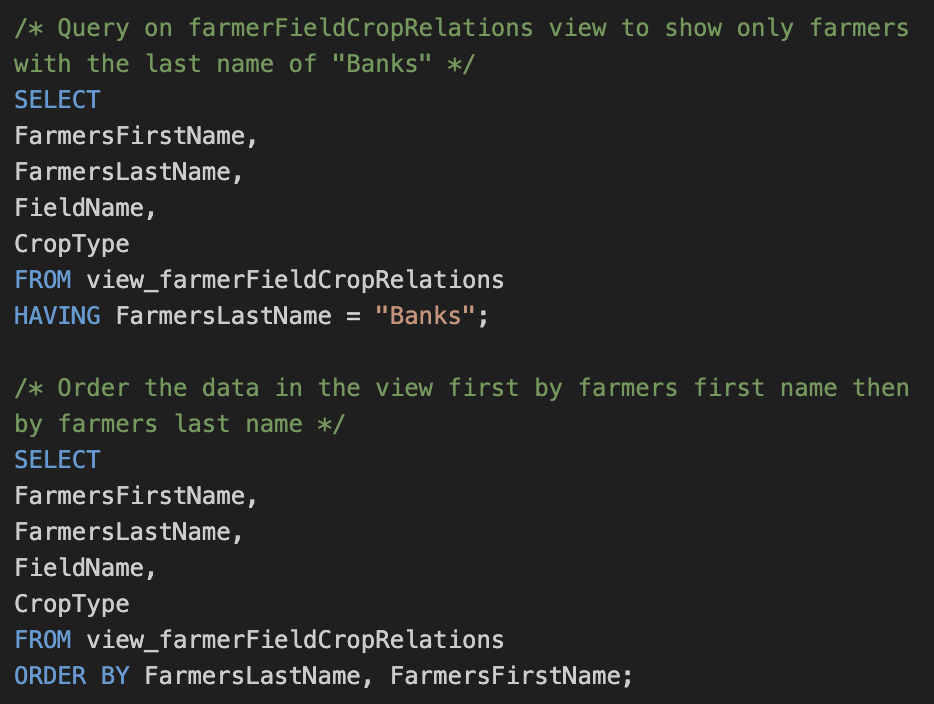 /* Query on farmerFieldCropRelations view to show only farmers
with the last name of "Banks" */
SELECT
FarmersFirstName,
FarmersLastName,
FieldName,
CropType
FROM view_farmerFieldCropRelations
HAVING FarmersLastName = "Banks";
/* Order the data in the view first by farmers first name then
by farmers last name */
SELECT
FarmersFirstName,
FarmersLastName,
FieldName,
CropType
FROM view_farmerFieldCropRelations
ORDER BY FarmersLastName, FarmersFirstName;